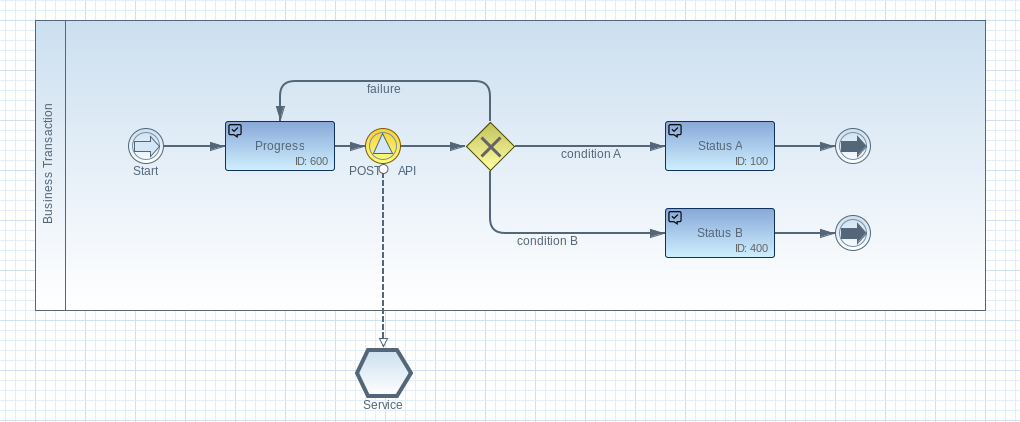 Business Transaction
failure
Start
Progress
ID: 600
POST API
condition A
Status A
ID: 100
condition B
Status B
ID: 400
Service